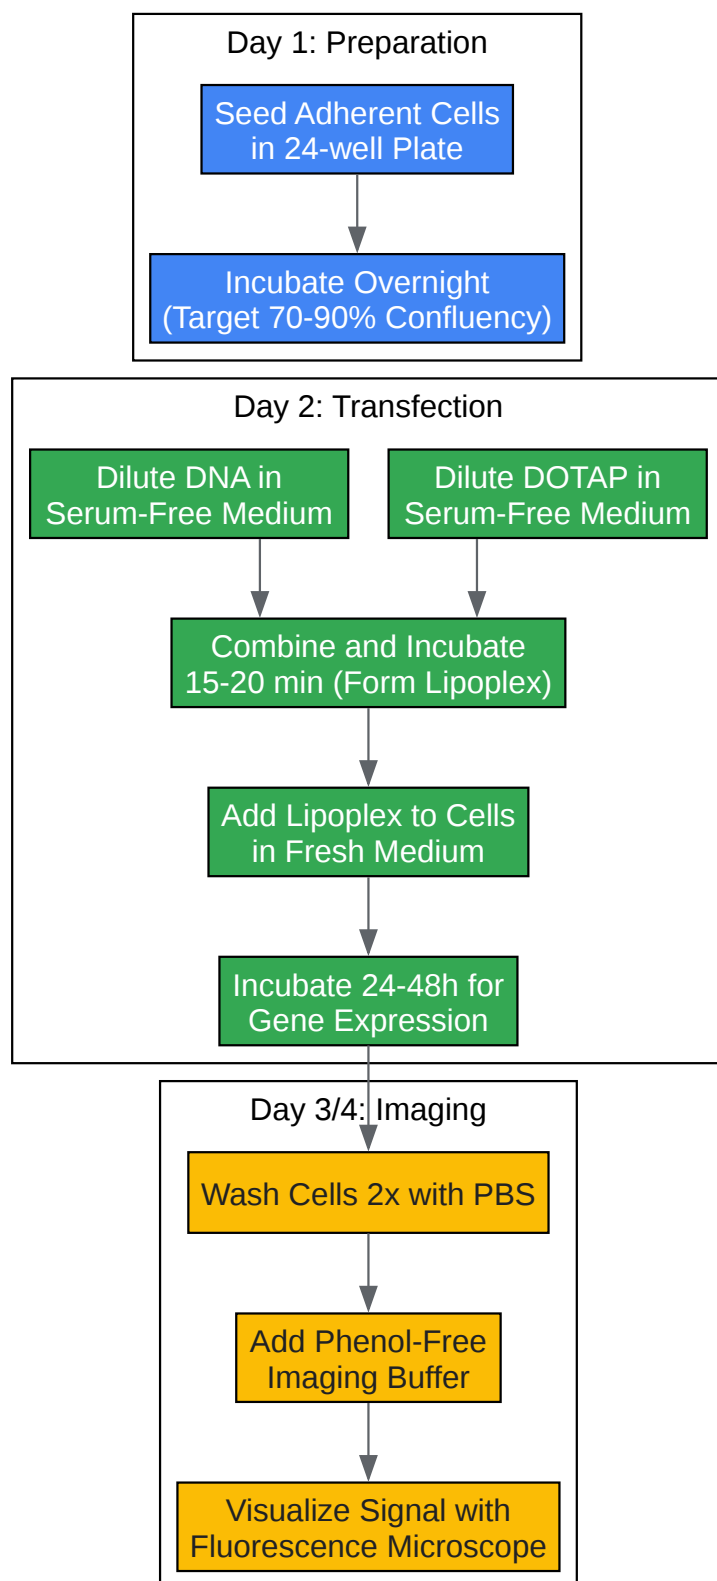 Day 1: Preparation
Seed Adherent Cells
in 24-well Plate
Incubate Overnight
(Target 70-90% Confluency)
Day 2: Transfection
Dilute DNA in
Serum-Free Medium
Dilute DOTAP in
Serum-Free Medium
Combine and Incubate
15-20 min (Form Lipoplex)
Add Lipoplex to Cells
in Fresh Medium
Incubate 24-48h for
Gene Expression
Day 3/4: Imaging
Wash Cells 2x with PBS
Add Phenol-Free
Imaging Buffer
Visualize Signal with
Fluorescence Microscope